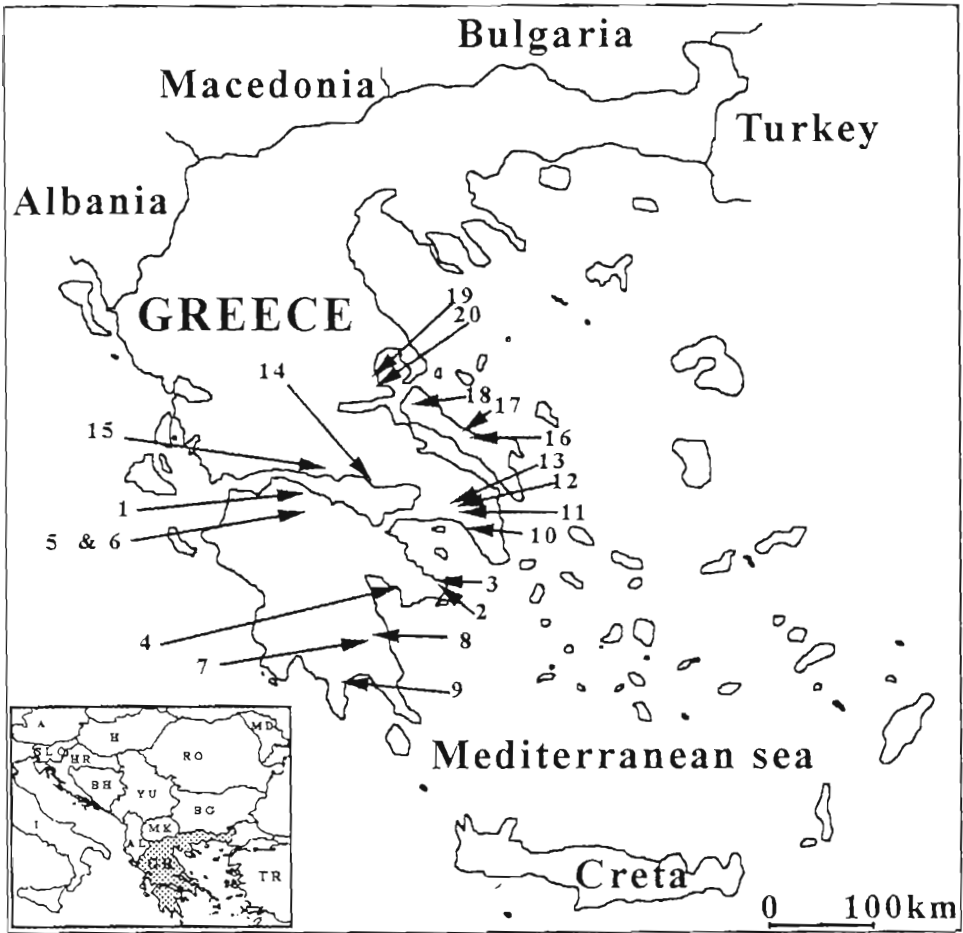 Bulgaria
Macedonia
Turkey
Albania
GREECE
19
20
14
18
17
15
16
13
12
1
11
5 & 6
10
3
2
4
8
7
9
Mediterranean sea
A
MD
H
SLO
HR
RO
BH
YU
BG
I
MK
AL
GR
TR
Creta
0 100km